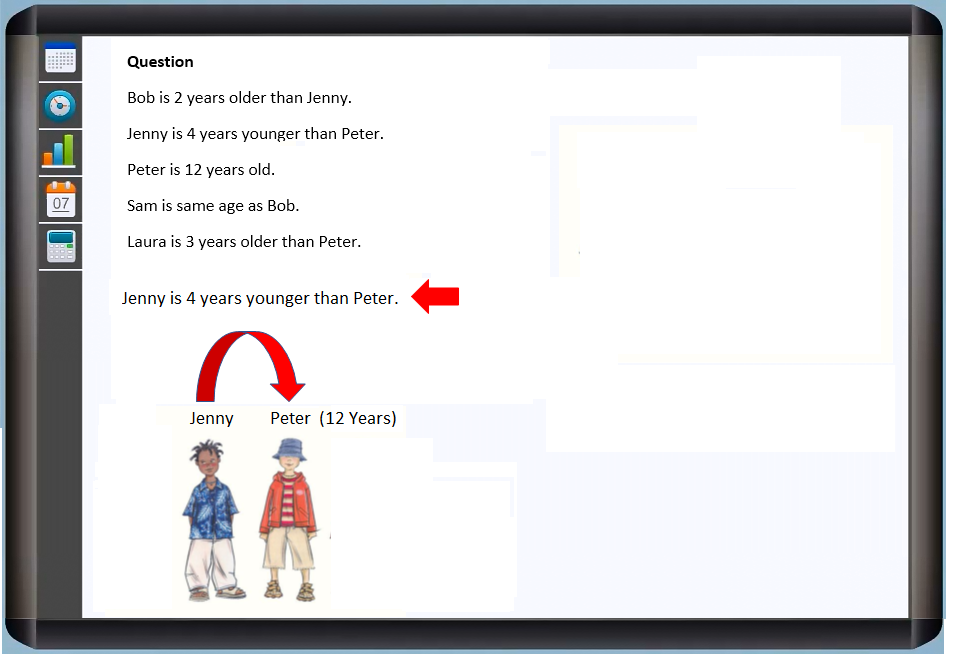 Question
Bob is 2 years older than Jenny.
Jenny is 4 years younger than Peter.
Peter is 12 years old.
Sam is same age as Bob.
Laura is 3 years older than Peter.
Jenny is 4 years younger than Peter.
Jenny Peter (12 Years)
07